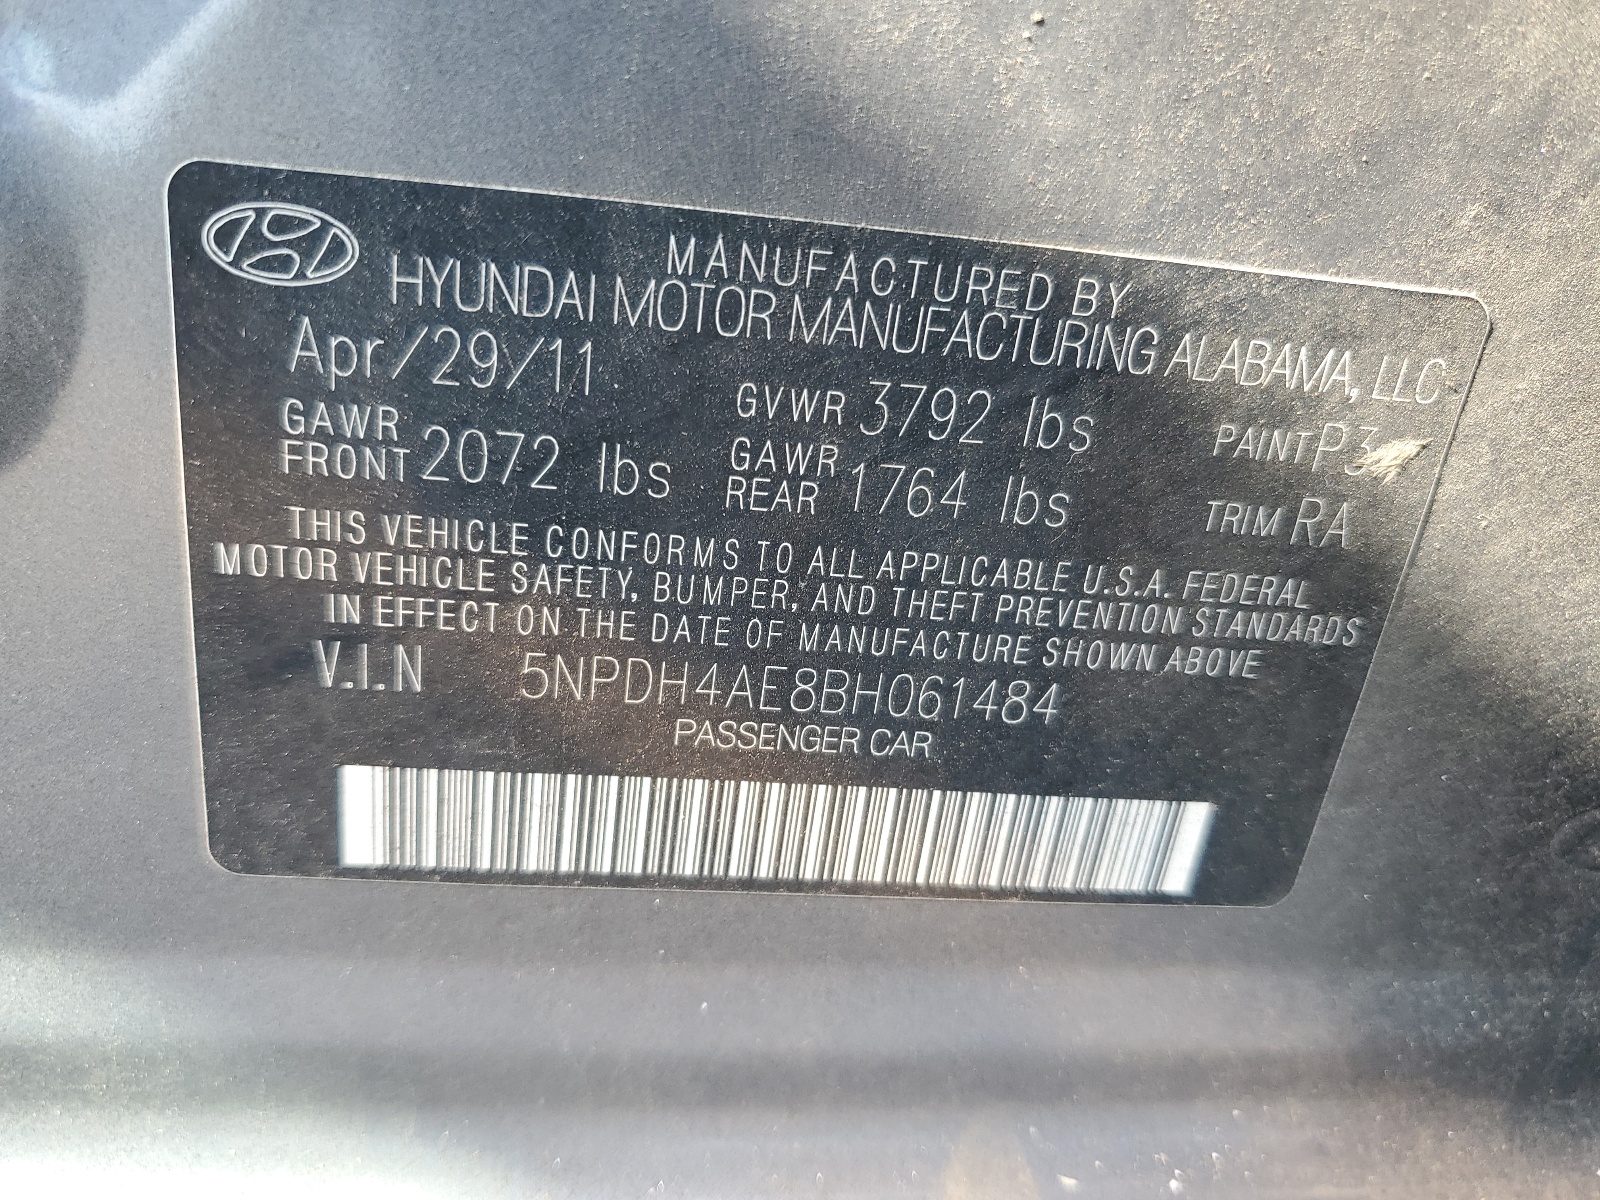 MANUFACTURED BY
HYUNDAI MOTOR MANUFACTURING ALABAMA, LLC
Apr/29/11
GVWR 3792 lbs PAINT P3
GAWR FRONT 2072 lbs GAWR REAR 1764 lbs TRIM RA
THIS VEHICLE CONFORMS TO ALL APPLICABLE U.S.A. FEDERAL
MOTOR VEHICLE SAFETY, BUMPER, AND THEFT PREVENTION STANDARDS
IN EFFECT ON THE DATE OF MANUFACTURE SHOWN ABOVE
V.I.N 5NPDH4AE8BH061484
PASSENGER CAR